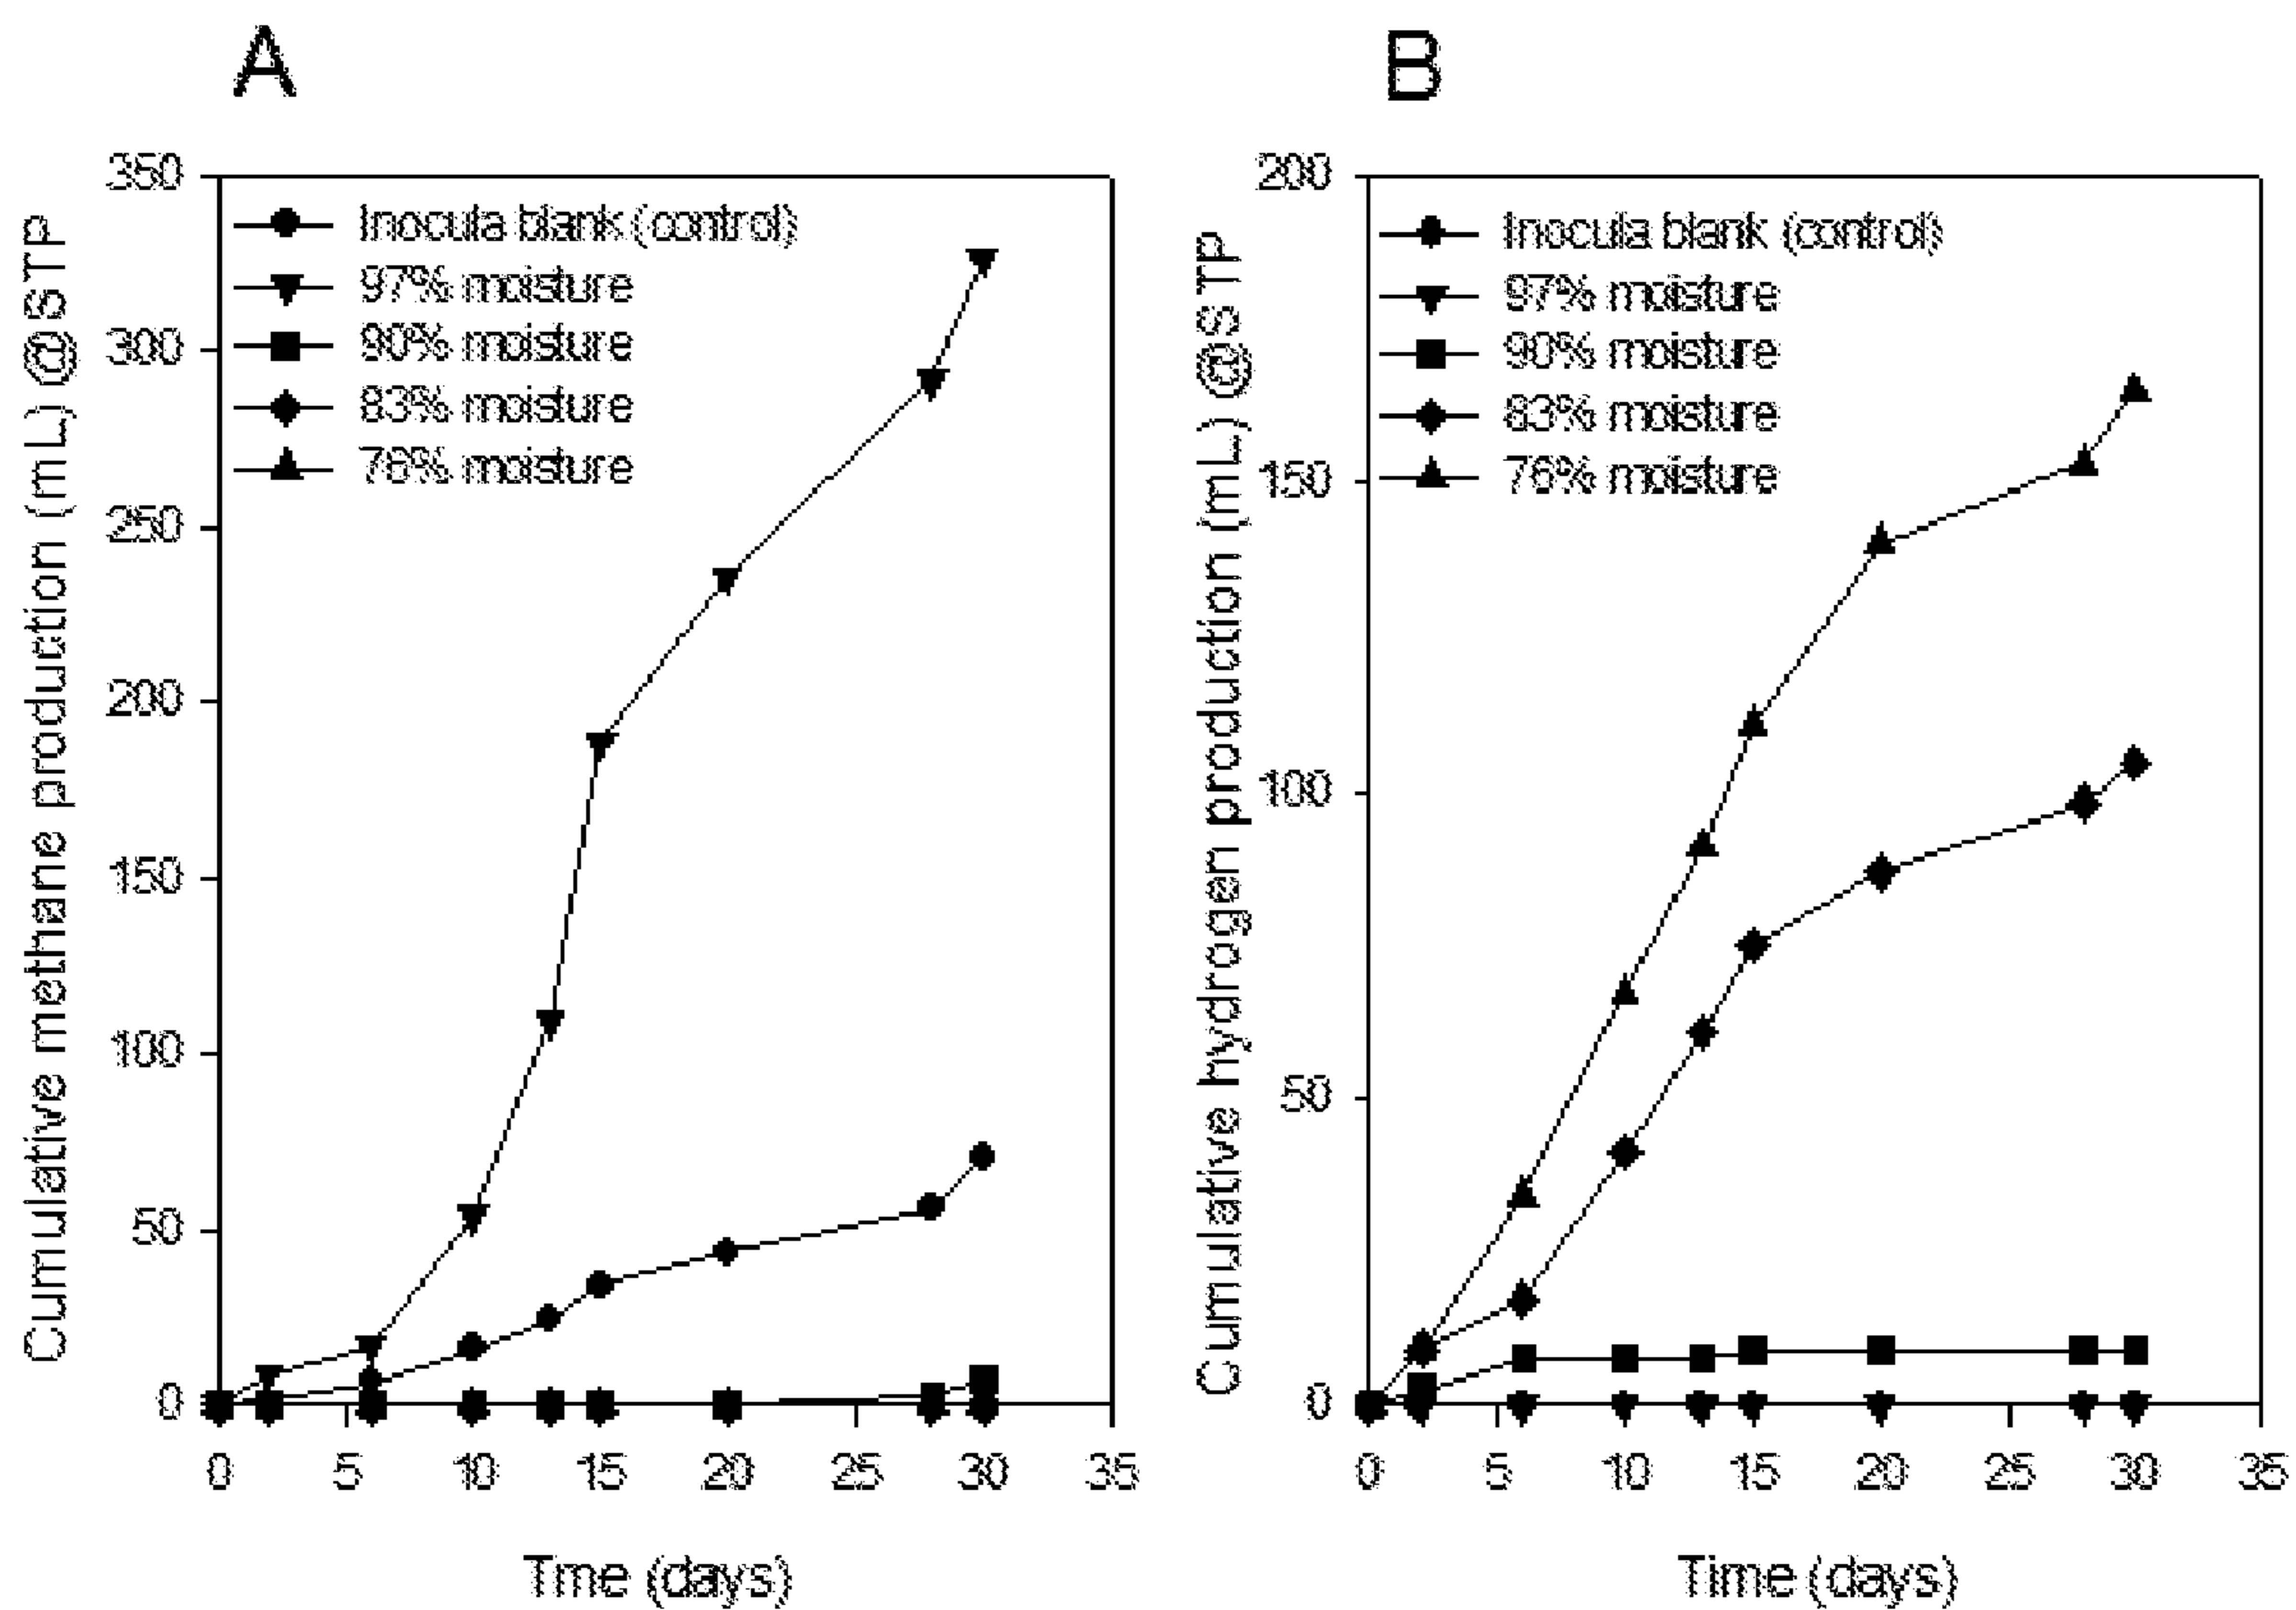 A
Cumulative methane production (mL) @STP
350
300
250
200
150
100
50
0
Inocula blank (control)
97% moisture
90% moisture
83% moisture
76% moisture
0 5 10 15 20 25 30 35
Time (days)
B
Cumulative hydrogen production (mL) @STP
200
150
100
50
0
Inocula blank (control)
97% moisture
90% moisture
83% moisture
76% moisture
0 5 10 15 20 25 30 35
Time (days)